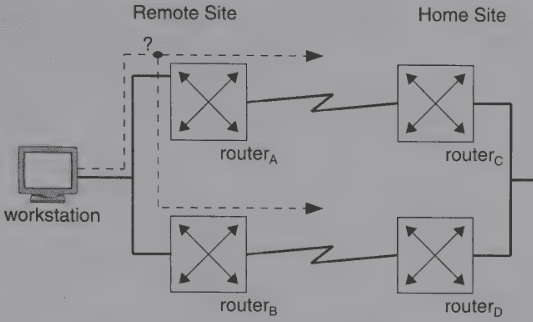 Remote Site
Home Site
?
routerA
routerC
workstation
routerB
routerD